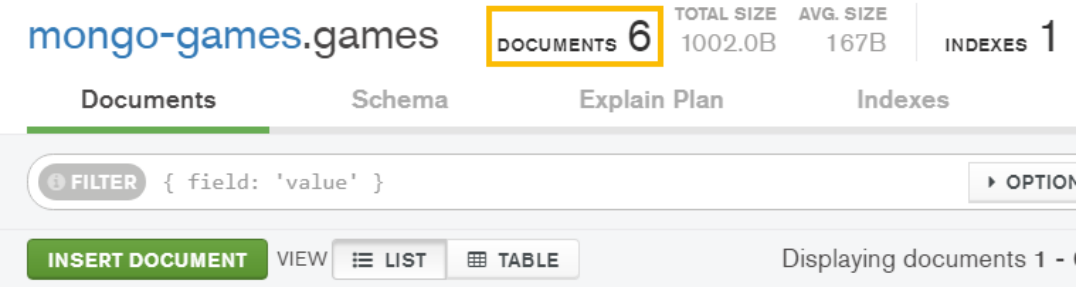 mongo-games.games
DOCUMENTS 6
TOTAL SIZE
1002.0B
AVG. SIZE
167B
INDEXES 1
Documents Schema Explain Plan Indexes
FILTER { field: 'value' }
OPTION
INSERT DOCUMENT VIEW LIST TABLE Displaying documents 1 -